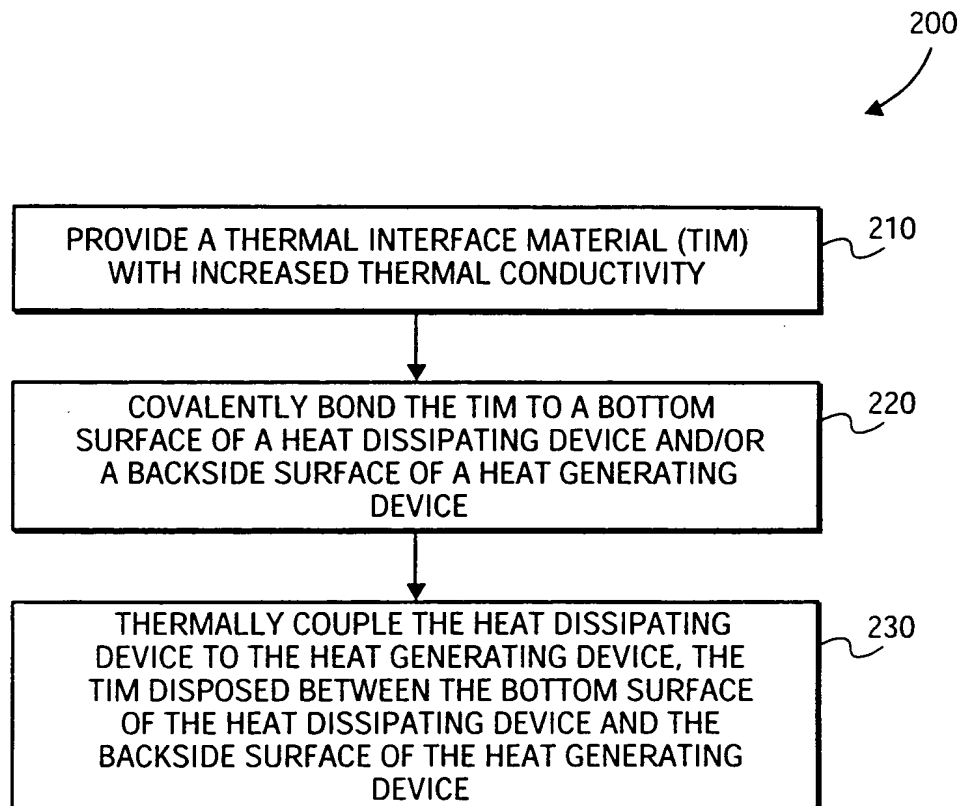 200
PROVIDE A THERMAL INTERFACE MATERIAL (TIM)
WITH INCREASED THERMAL CONDUCTIVITY
210
COVALENTLY BOND THE TIM TO A BOTTOM
SURFACE OF A HEAT DISSIPATING DEVICE AND/OR
A BACKSIDE SURFACE OF A HEAT GENERATING
DEVICE
220
THERMALLY COUPLE THE HEAT DISSIPATING
DEVICE TO THE HEAT GENERATING DEVICE, THE
TIM DISPOSED BETWEEN THE BOTTOM SURFACE
OF THE HEAT DISSIPATING DEVICE AND THE
BACKSIDE SURFACE OF THE HEAT GENERATING
DEVICE
230